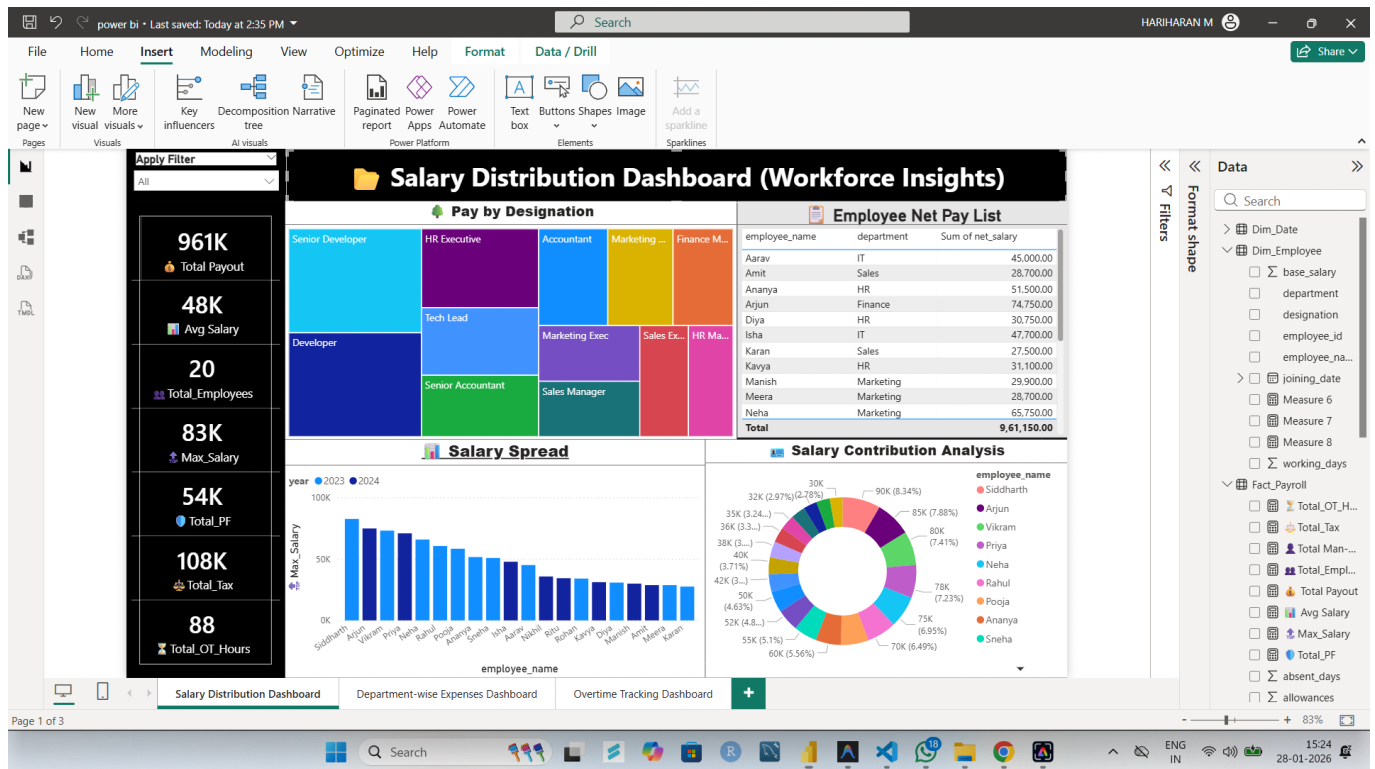 power bi • Last saved: Today at 2:35 PM
Search
HARIHARAN M
File Home Insert Modeling View Optimize Help Format Data / Drill
Share
New page
New visual
More visuals
Key influencers
Decomposition tree
Narrative
Paginated report
Power Apps
Power Automate
Text box
Buttons
Shapes
Image
Add a sparkline
Pages Visuals AI visuals Power Platform Elements Sparklines
Apply Filter
All
961K
Total Payout
48K
Avg Salary
20
Total_Employees
83K
Max_Salary
54K
Total_PF
108K
Total_Tax
88
Total_OT_Hours
Salary Distribution Dashboard (Workforce Insights)
Pay by Designation
Senior Developer
HR Executive
Accountant
Marketing ...
Finance M...
Tech Lead
Developer
Marketing Exec
Sales Ex...
HR Ma...
Senior Accountant
Sales Manager
Employee Net Pay List
employee_name department Sum of net_salary
Aarav IT 45,000.00
Amit Sales 28,700.00
Ananya HR 51,500.00
Arjun Finance 74,750.00
Diya HR 30,750.00
Isha IT 47,700.00
Karan Sales 27,500.00
Kavya HR 31,100.00
Manish Marketing 29,900.00
Meera Marketing 28,700.00
Neha Marketing 65,750.00
Total 9,61,150.00
Salary Spread
year 2023 2024
Max_Salary
100K
50K
0K
Siddharth Arjun Vikram Priya Neha Rahul Pooja Ananya Sneha Isha Aarav Nikhil Ritu Rohan Kavya Diya Manish Amit Meera Karan
employee_name
Salary Contribution Analysis
90K (8.34%)
85K (7.88%)
80K (7.41%)
78K (7.23%)
75K (6.95%)
70K (6.49%)
60K (5.56%)
55K (5.1%)
52K (4.8...)
50K (4.63%)
42K (3...)
40K (3.71%)
38K (3....)
36K (3.3...)
35K (3.24...)
32K (2.97%)
30K (2.78%)
employee_name
Siddharth
Arjun
Vikram
Priya
Neha
Rahul
Pooja
Ananya
Sneha
Filters
Format shape
Data
Search
Dim_Date
Dim_Employee
base_salary
department
designation
employee_id
employee_na...
joining_date
Measure 6
Measure 7
Measure 8
working_days
Fact_Payroll
Total_OT_H...
Total_Tax
Total Man-...
Total_Empl...
Total Payout
Avg Salary
Max_Salary
Total_PF
absent_days
allowances
DAX
TMDL
Salary Distribution Dashboard
Department-wise Expenses Dashboard
Overtime Tracking Dashboard
Page 1 of 3
83%
Search
R
18
ENG
IN
15:24
28-01-2026